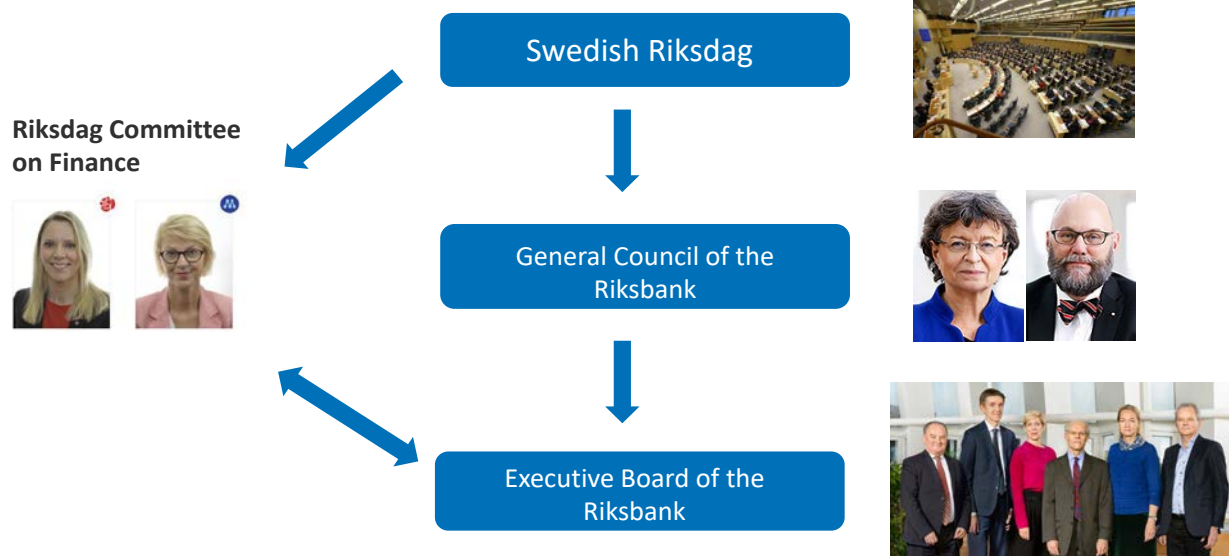 Swedish Riksdag
Riksdag Committee
on Finance
General Council of the
Riksbank
Executive Board of the
Riksbank